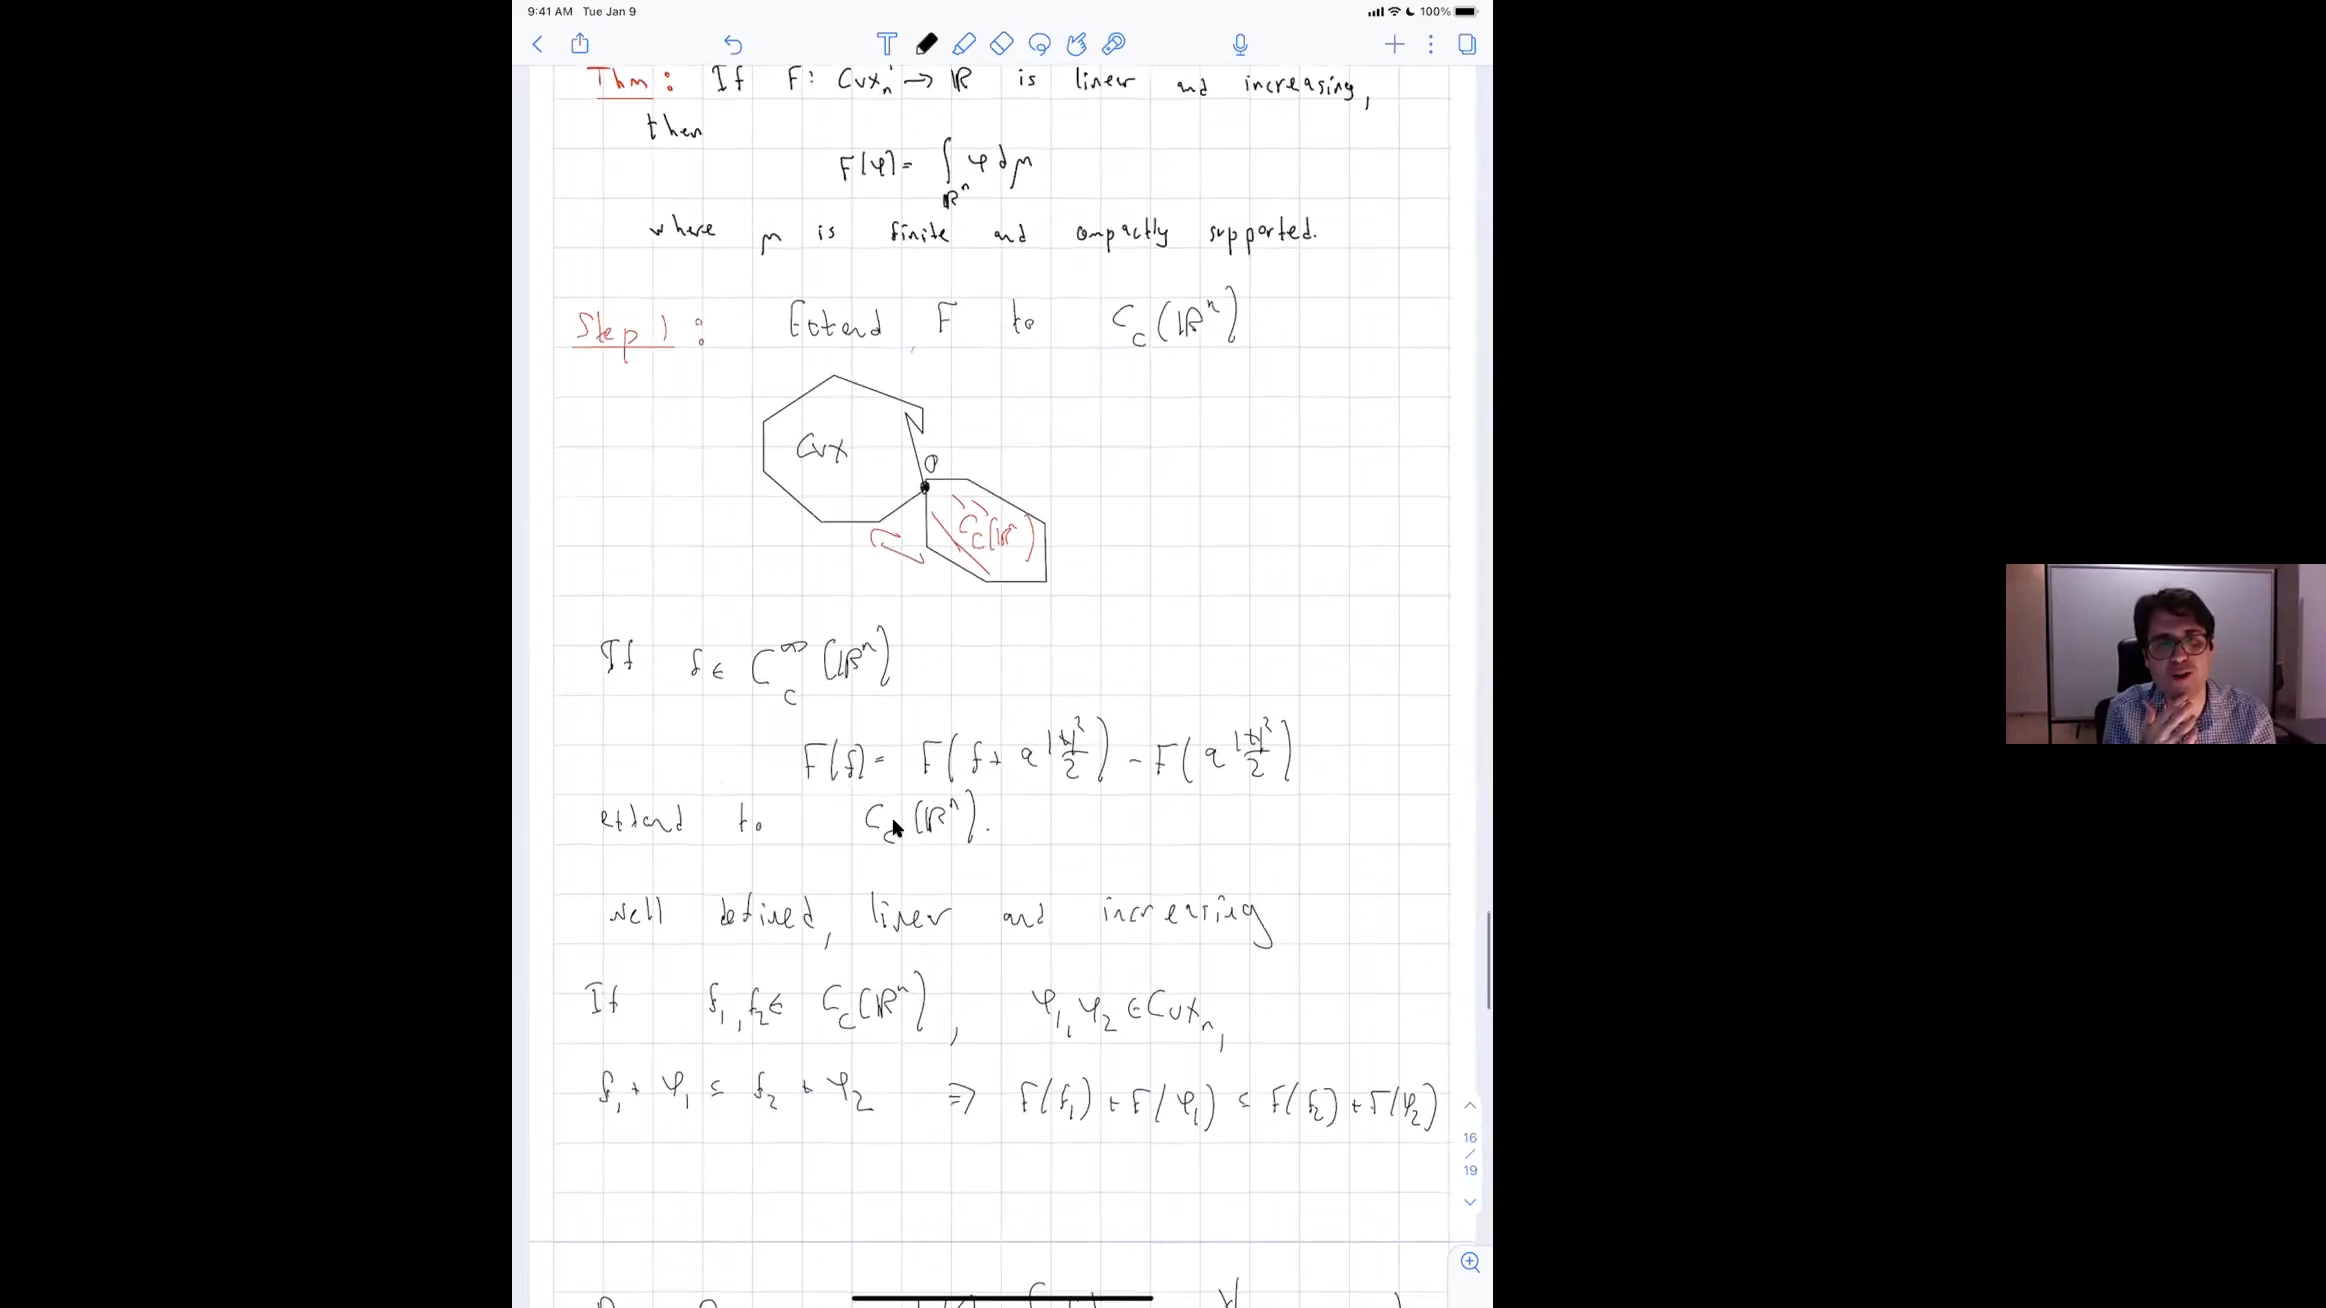 9:41 AM Tue Jan 9
100%
Thm: If F: Cvx_n → ℝ is linear and increasing,
then
F(φ) = ∫_{ℝ^n} φ dμ
where μ is finite and compactly supported.
Step 1: Extend F to C_c(ℝ^n)
Cvx
0
C_c(ℝ^n)
If f ∈ C_c^∞(ℝ^n)
F(f) = F(f + a |x|²/2) - F(a |x|²/2)
extend to C_c(ℝ^n).
well defined, linear and increasing
If f_1, f_2 ∈ C_c(ℝ^n), φ_1, φ_2 ∈ Cvx_n,
f_1 + φ_1 ≤ f_2 + φ_2 ⇒ F(f_1) + F(φ_1) ≤ F(f_2) + F(φ_2)
16
/
19